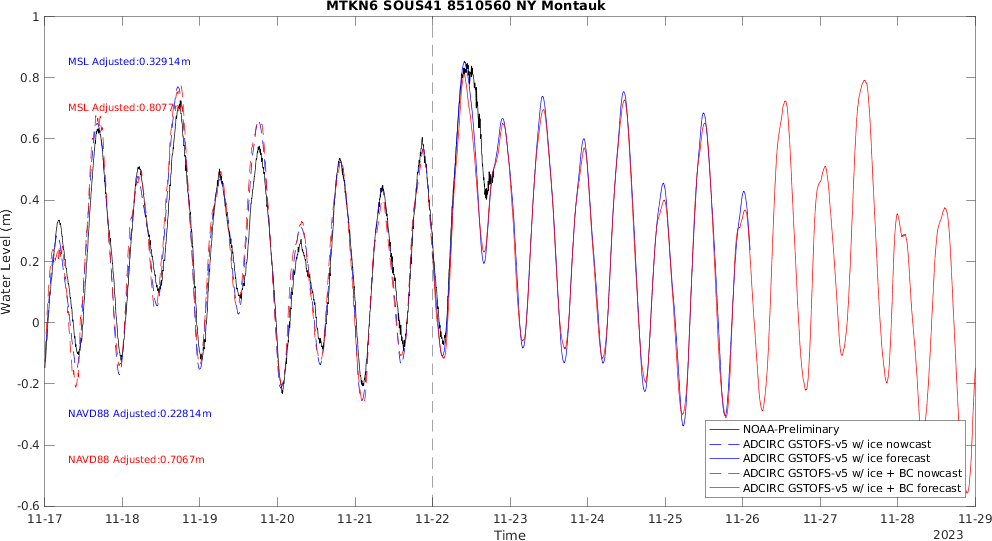 MTKN6 SOUS41 8510560 NY Montauk
1
0.8
0.6
0.4
0.2
0
-0.2
-0.4
-0.6
Water Level (m)
MSL Adjusted:0.32914m
MSL Adjusted:0.8077
NAVD88 Adjusted:0.22814m
NAVD88 Adjusted:0.7067m
NOAA-Preliminary
ADCIRC GSTOFS-v5 w/ ice nowcast
ADCIRC GSTOFS-v5 w/ ice forecast
ADCIRC GSTOFS-v5 w/ ice + BC nowcast
ADCIRC GSTOFS-v5 w/ ice + BC forecast
11-17 11-18 11-19 11-20 11-21 11-22 11-23 11-24 11-25 11-26 11-27 11-28 11-29
Time
2023